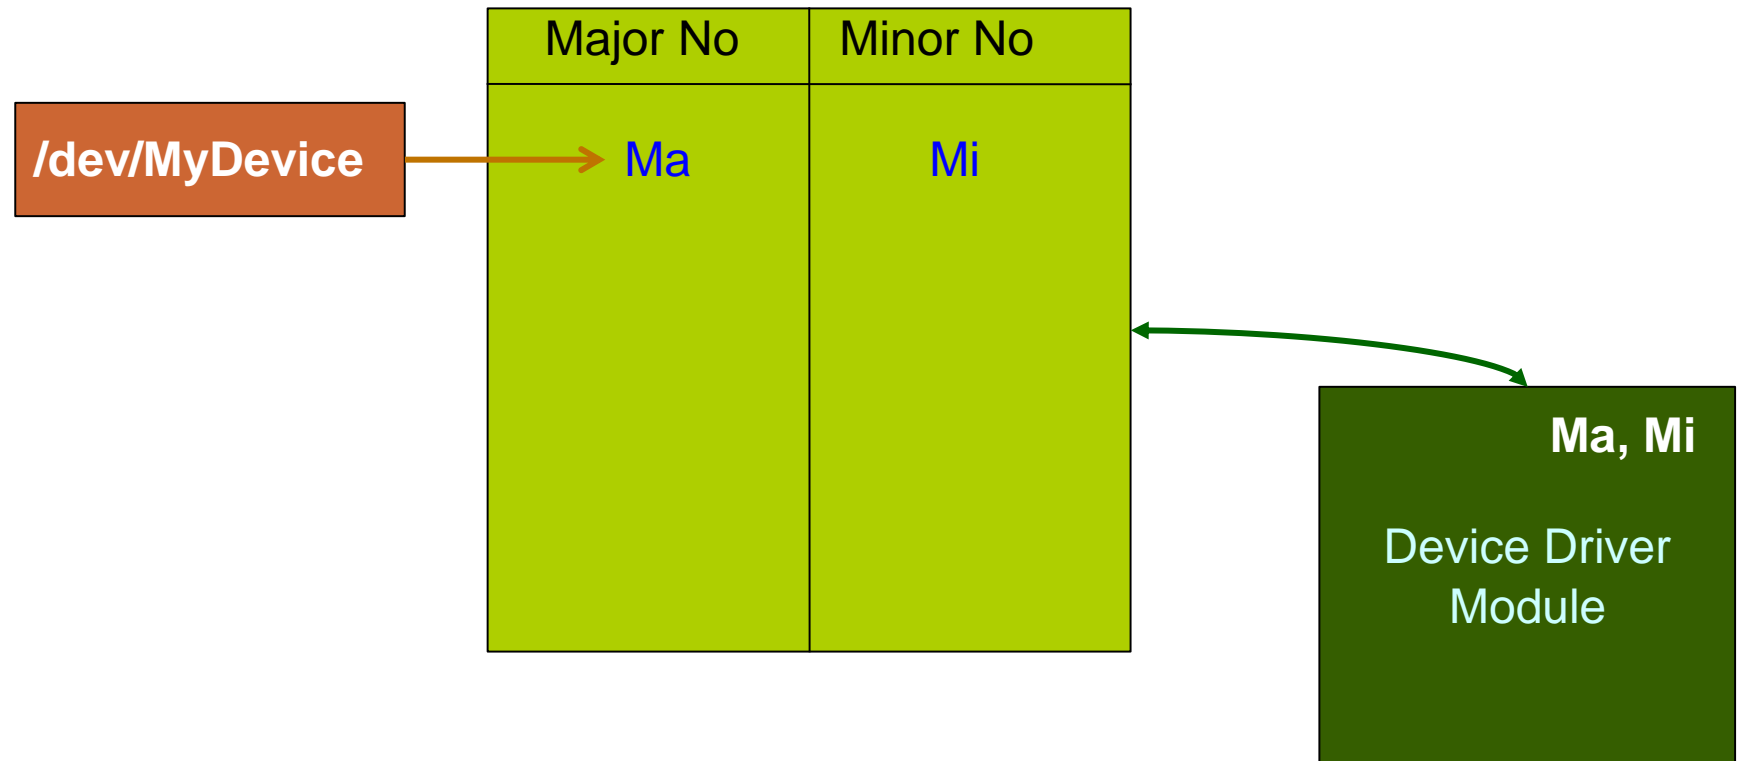 Major No Minor No
/dev/MyDevice Ma Mi
Ma, Mi
Device Driver
Module